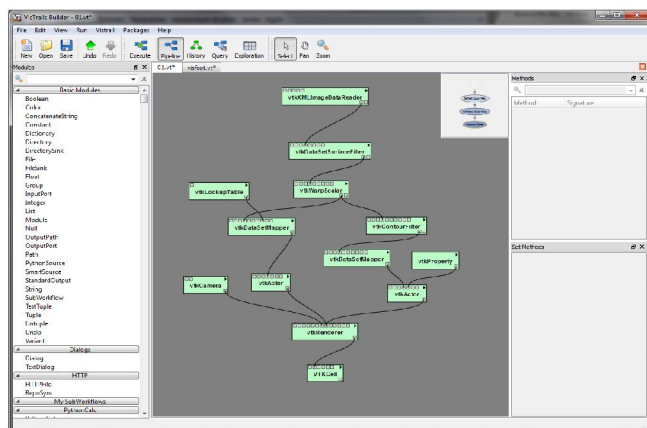 VisTrails Builder - 01.vt*
File Edit View Run Vistrail Packages Help
New Open Save Undo Redo Execute Pipeline History Query Exploration Select Pan Zoom
Modules
01.vt* visfoot.vt*
Methods
Method Signature
Set Methods
Basic Modules
Boolean
Color
ConcatenateString
Constant
Dictionary
Directory
DirectorySink
File
FileSink
Float
Group
InputPort
Integer
List
Module
Null
OutputPath
OutputPort
Path
PythonSource
SmartSource
StandardOutput
String
SubWorkflow
TestTuple
Tuple
Untuple
Unzip
Variant
Dialogs
Dialog
TextDialog
HTTP
HTTPFile
RepoSync
My SubWorkflows
PythonCalc
vtkXMLImageDataReader
vtkDataSetSurfaceFilter
vtkWarpScalar
vtkLookupTable
vtkDataSetMapper
vtkContourFilter
vtkDataSetMapper
vtkProperty
vtkCamera
vtkActor
vtkActor
vtkRenderer
VTKCell